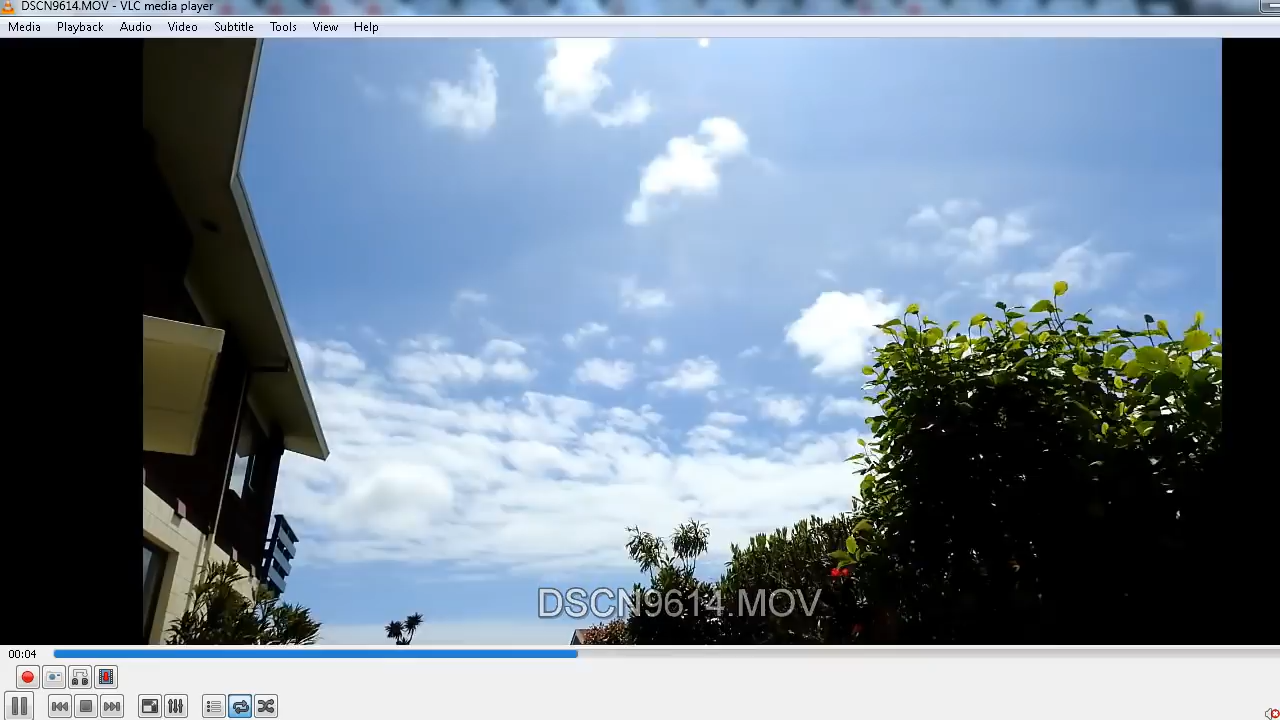 DSCN9614.MOV - VLC media player
Media Playback Audio Video Subtitle Tools View Help
DSCN9614.MOV
00:04